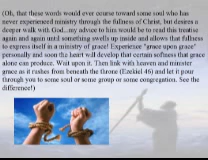 (Oh, that these words would ever course toward some soul who has
never experienced ministry through the fullness of Christ, but desires a
deeper walk with God...my advice to him would be to read this treatise
again and again until something swells up inside and allows that fullness
to express itself in a ministry of grace! Experience "grace upon grace"
personally and soon the heart will develop that certain softness that grace
alone can produce. Wait upon it. Then link with heaven and minister
grace as it rushes from beneath the throne (Ezekiel 46) and let it pour
through you to some soul or some group or some congregation. See the
difference!)